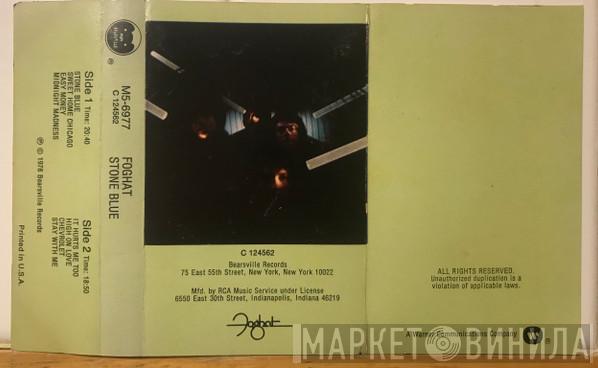 Side 1 Time: 20:40
STONE BLUE
SWEET HOME CHICAGO
EASY MONEY
MIDNIGHT MADNESS
Side 2 Time: 18:50
IT HURTS ME TOO
HIGH ON LOVE
CHEVROLET
STAY WITH ME
℗ © 1978 Bearsville Records
Printed in U.S.A.
℗
M5-6977
C 124562
FOGHAT
STONE BLUE
C 124562
Bearsville Records
75 East 55th Street, New York, New York 10022
Mfd. by RCA Music Service under License
6550 East 30th Street, Indianapolis, Indiana 46219
Foghat
ALL RIGHTS RESERVED.
Unauthorized duplication is a
violation of applicable laws.
A Warner Communications Company
®
МАРКЕТ ВИНИЛА